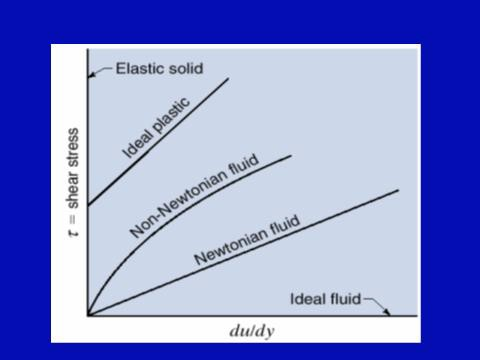 Elastic solid
Ideal plastic
Non-Newtonian fluid
Newtonian fluid
Ideal fluid
τ = shear stress
du/dy